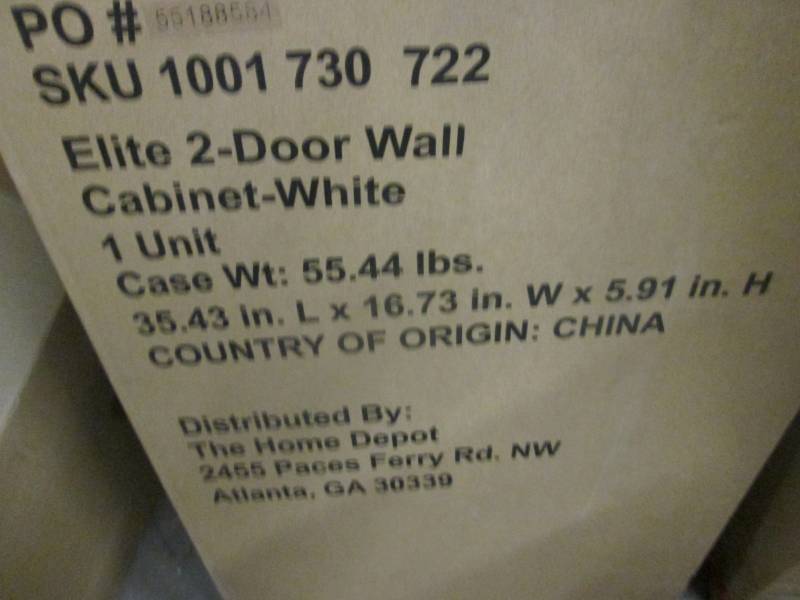 PO # 55188564
SKU 1001 730 722
Elite 2-Door Wall
Cabinet-White
1 Unit
Case Wt: 55.44 lbs.
35.43 in. L x 16.73 in. W x 5.91 in. H
COUNTRY OF ORIGIN: CHINA
Distributed By:
The Home Depot
2455 Paces Ferry Rd. NW
Atlanta, GA 30339